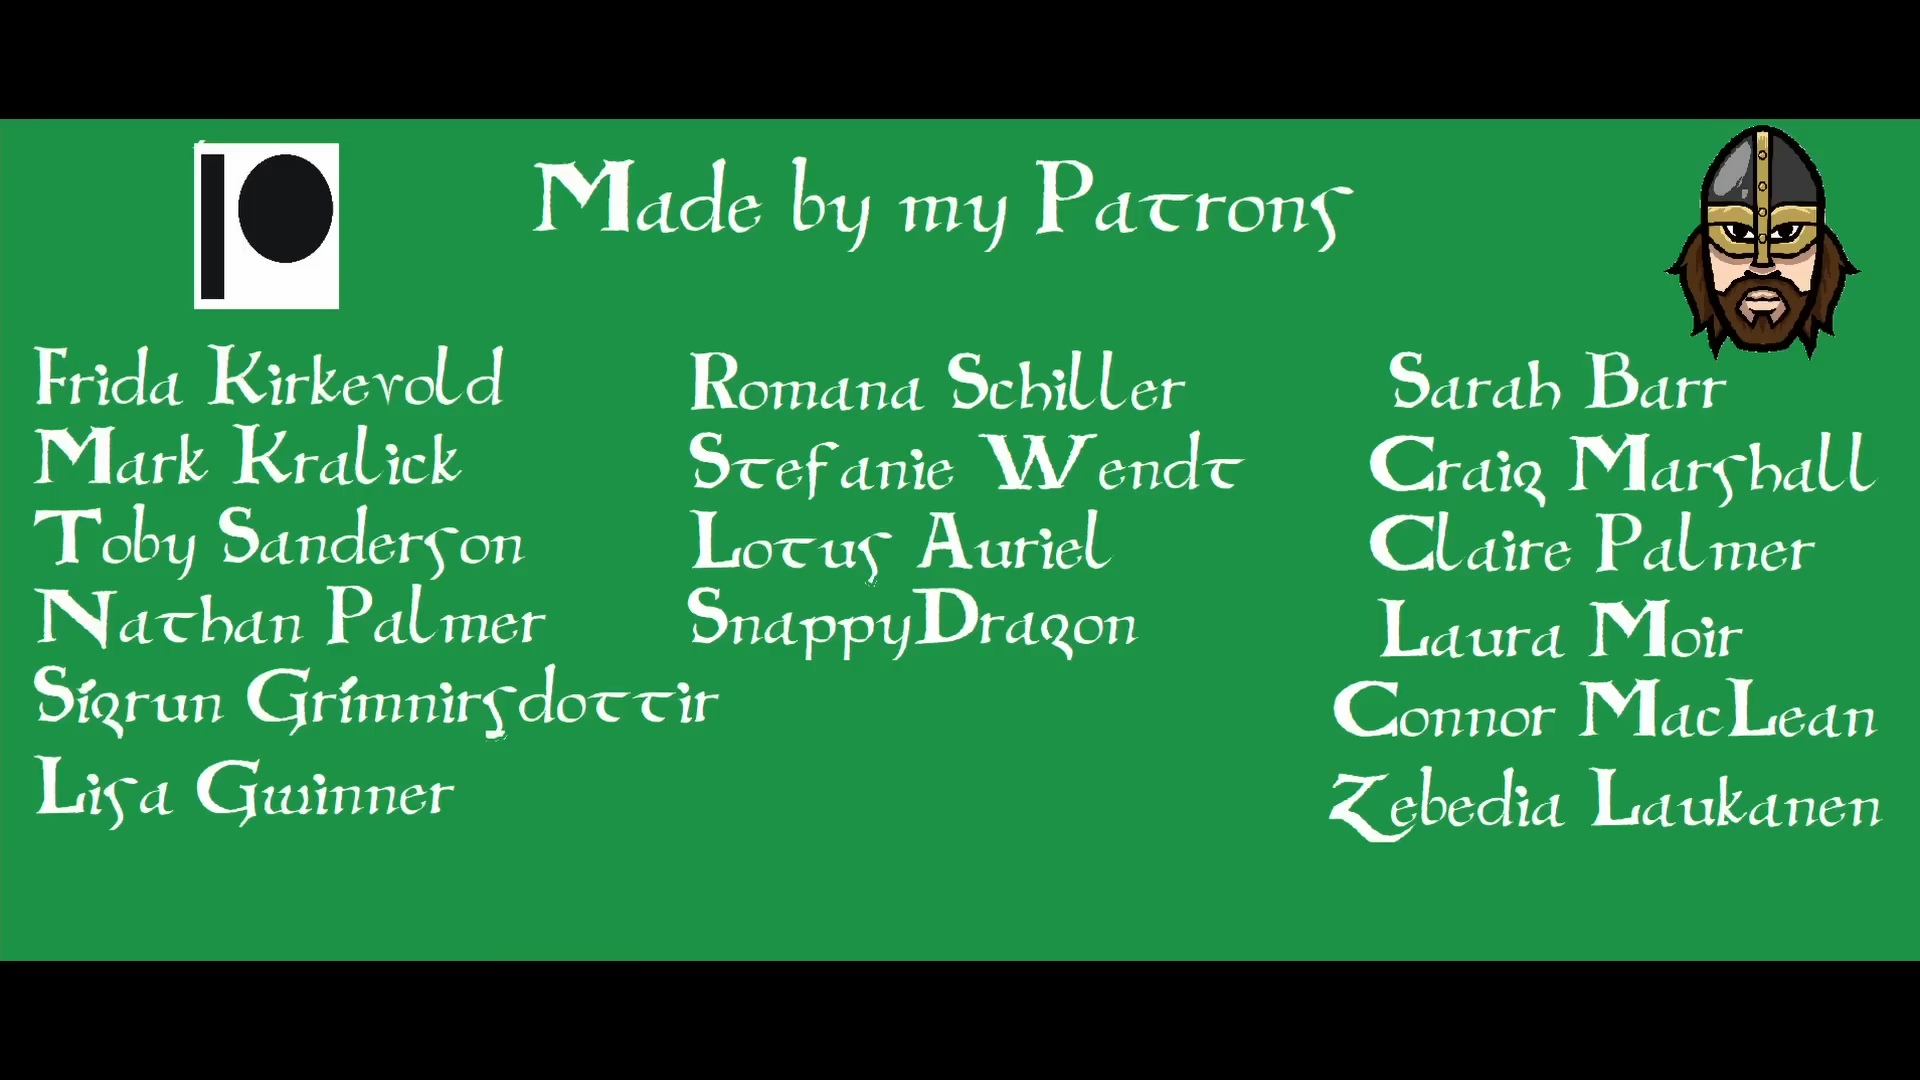 Made by my Patrons
Frida Kirkevold
Mark Kralick
Toby Sanderson
Nathan Palmer
Sigrun Grímnirsdottir
Lisa Gwinner
Romana Schiller
Stefanie Wendt
Lotus Auriel
SnappyDragon
Sarah Barr
Craig Marshall
Claire Palmer
Laura Moir
Connor MacLean
Zebedia Laukanen